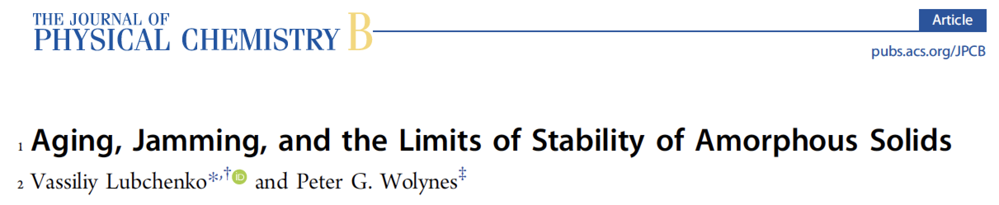 THE JOURNAL OF
PHYSICAL CHEMISTRY B
Article
pubs.acs.org/JPCB
1 Aging, Jamming, and the Limits of Stability of Amorphous Solids
2 Vassiliy Lubchenko*,† iD and Peter G. Wolynes‡